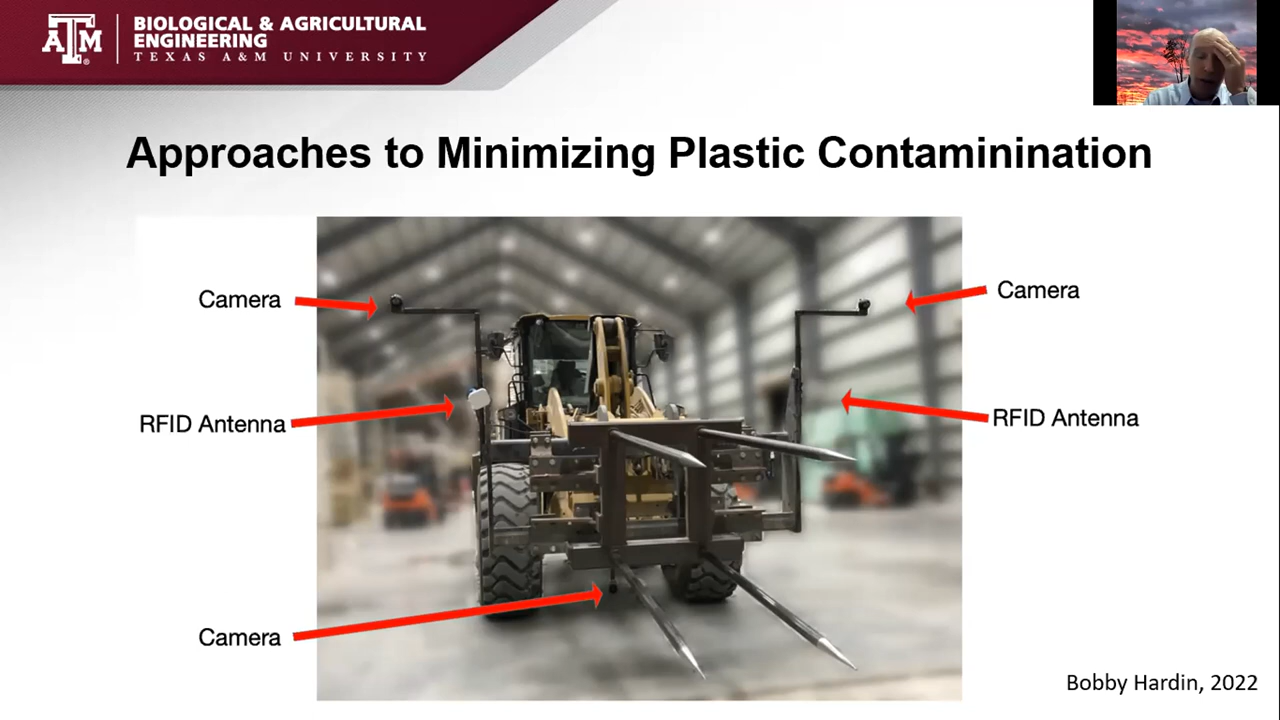 BIOLOGICAL & AGRICULTURAL
ENGINEERING
TEXAS A&M UNIVERSITY
ATM
Approaches to Minimizing Plastic Contaminination
Camera
Camera
RFID Antenna
RFID Antenna
Camera
Bobby Hardin, 2022